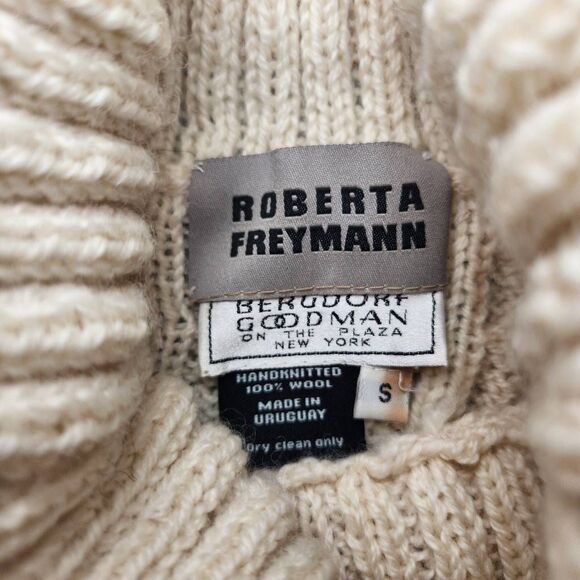 ROBERTA
FREYMANN
BERGDORF
GOODMAN
ON THE PLAZA
NEW YORK
HANDKNITTED
100% WOOL
MADE IN
URUGUAY
dry clean only
S